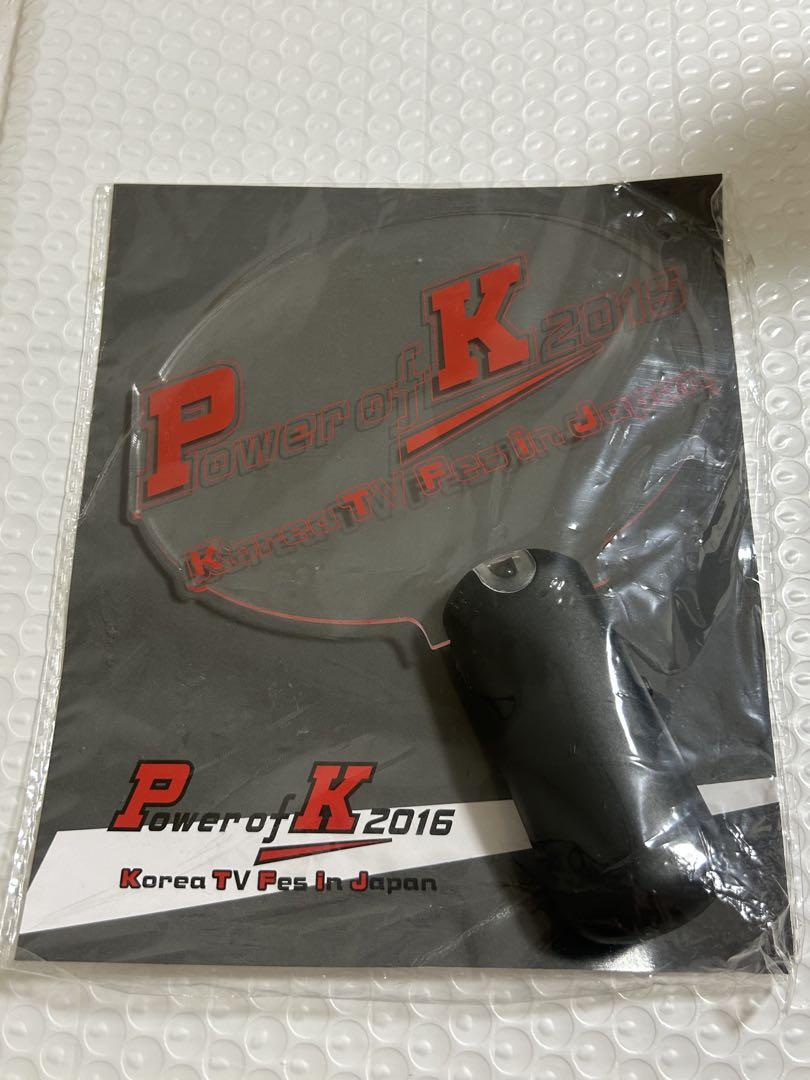 Power of K 2016
Korea TV Fes in Japan
Power of K 2016
Korea TV Fes in Japan